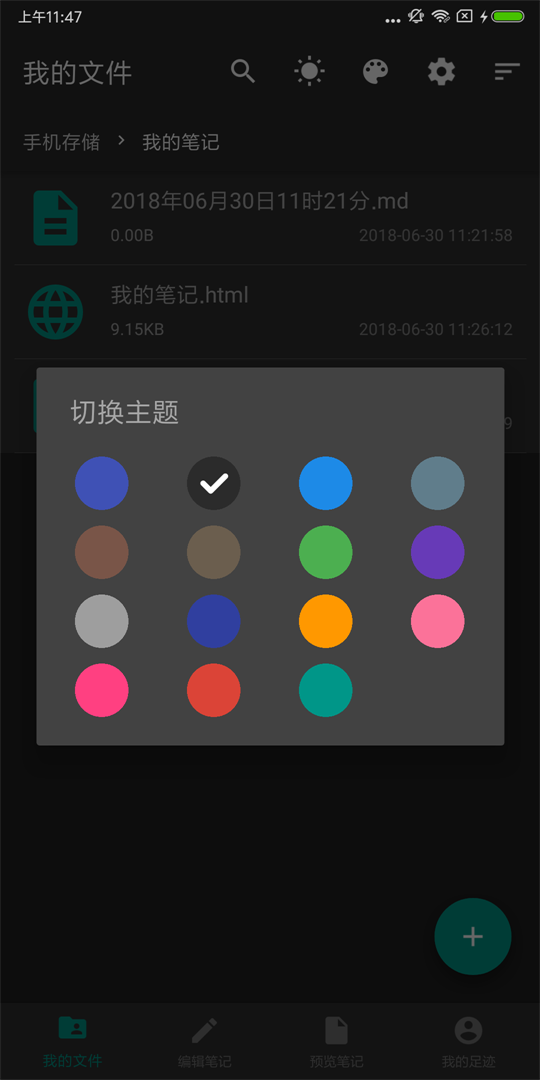 上午11:47
我的文件
手机存储 > 我的笔记
2018年06月30日11时21分.md
0.00B 2018-06-30 11:21:58
我的笔记.html
9.15KB 2018-06-30 11:26:12
9
切换主题
我的文件 编辑笔记 预览笔记 我的足迹